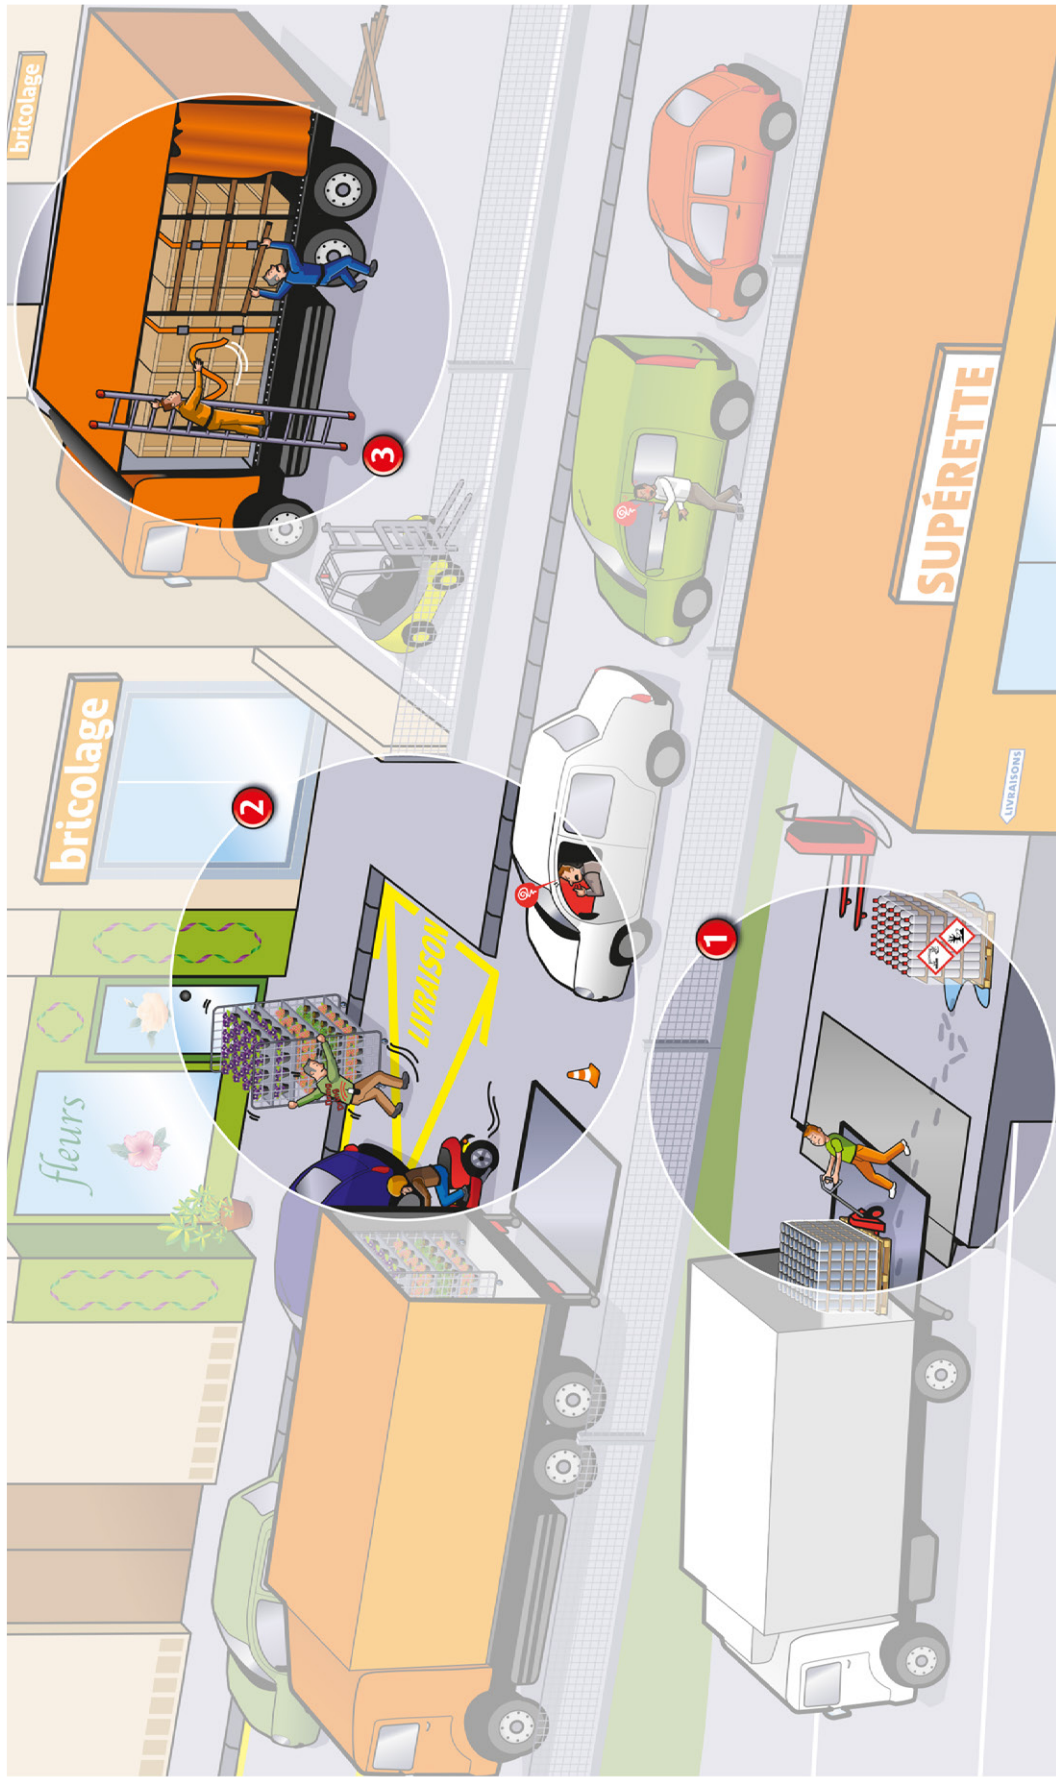 fleurs
bricolage
bricolage
2
3
LIVRAISON
1
SUPÉRETTE
LIVRAISONS